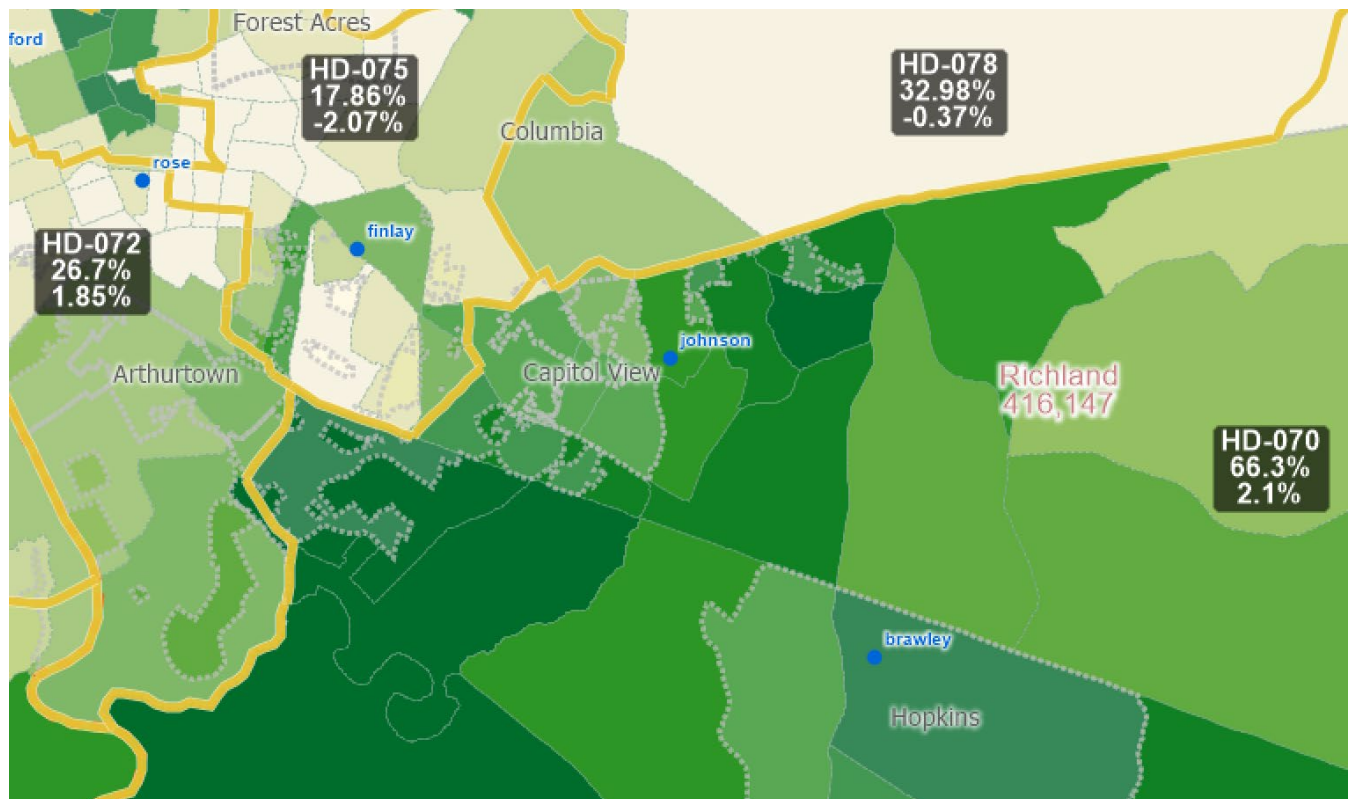 Forest Acres
ford
HD-075
17.86%
-2.07%
HD-078
32.98%
-0.37%
Columbia
rose
finlay
HD-072
26.7%
1.85%
johnson
Arthurtown
Capitol View
Richland
416,147
HD-070
66.3%
2.1%
brawley
Hopkins